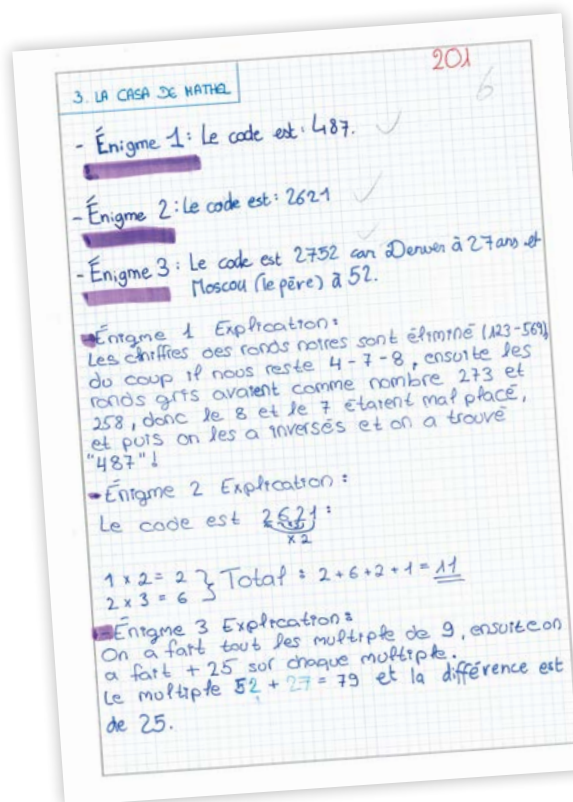 201
6
3. LA CASA DE MATHEL
- Énigme 1: Le code est: 487.
- Énigme 2: Le code est: 2621
- Énigme 3: Le code est 2752 car Denver à 27 ans et
Moscou (le père) à 52.
- Énigme 1 Explication:
Les chiffres des ronds noires sont éliminé (123-569),
du coup il nous reste 4-7-8, ensuite les
ronds gris avaient comme nombre 273 et
258, donc le 8 et le 7 étaient mal placé,
et puis on les a inversés et on a trouvé
"487"!
- Énigme 2 Explication:
Le code est 2621:
x3
x2
1 x 2 = 2
2 x 3 = 6 } Total: 2+6+2+1 = 11
- Énigme 3 Explication:
On a fait tout les multiple de 9, ensuite on
a fait + 25 sur chaque multiple.
Le multiple 52 + 27 = 79 et la différence est
de 25.